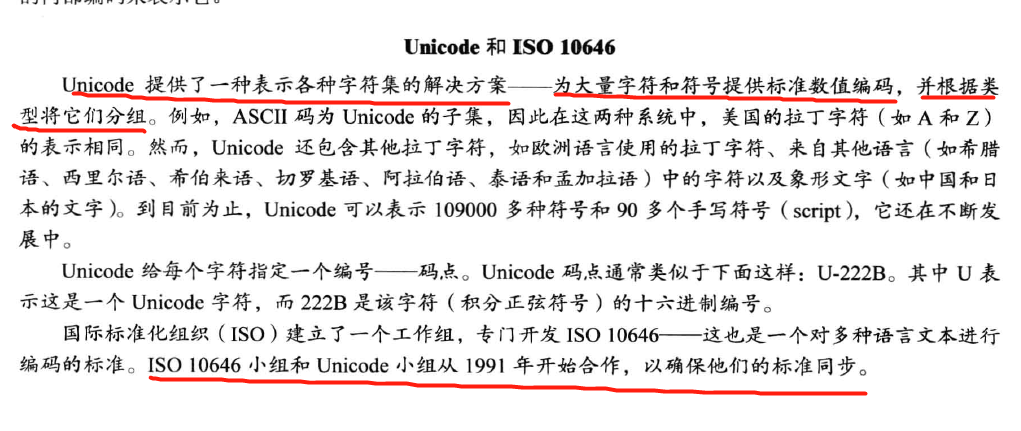 Unicode 和 ISO 10646
Unicode 提供了一种表示各种字符集的解决方案——为大量字符和符号提供标准数值编码，并根据类
型将它们分组。例如，ASCII 码为 Unicode 的子集，因此在这两种系统中，美国的拉丁字符（如 A 和 Z）
的表示相同。然而，Unicode 还包含其他拉丁字符，如欧洲语言使用的拉丁字符、来自其他语言（如希腊
语、西里尔语、希伯来语、切罗基语、阿拉伯语、泰语和孟加拉语）中的字符以及象形文字（如中国和日
本的文字）。到目前为止，Unicode 可以表示 109000 多种符号和 90 多个手写符号（script），它还在不断发
展中。
Unicode 给每个字符指定一个编号——码点。Unicode 码点通常类似于下面这样：U-222B。其中 U 表
示这是一个 Unicode 字符，而 222B 是该字符（积分正弦符号）的十六进制编号。
国际标准化组织（ISO）建立了一个工作组，专门开发 ISO 10646——这也是一个对多种语言文本进行
编码的标准。ISO 10646 小组和 Unicode 小组从 1991 年开始合作，以确保他们的标准同步。